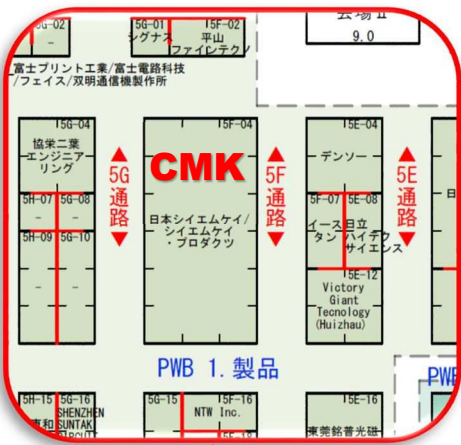 5G-02
5G-01
シグナス
5F-02
平山
ファインテクノ
9.0
富士プリント工業/富士電路科技
/フェイス/双明通信機製作所
5G-04
協栄二葉
エンジニア
リング
5G通路
5F-04
CMK
日本シイエムケイ/
シイエムケイ
・プロダクツ
5F通路
5E-04
デンソー
5E通路
5H-07
5G-08
5H-09
5G-10
5F-07
イース
タン
5E-08
日立
ハイテク
サイエンス
5E-12
Victory
Giant
Tecnology
(Huizhau)
PWB 1.製品
PWB
5H-15
5G-16
SHENZHEN
SUNTAK
5G-15
5F-16
NTW Inc.
5E-16
東莞銘普光磁